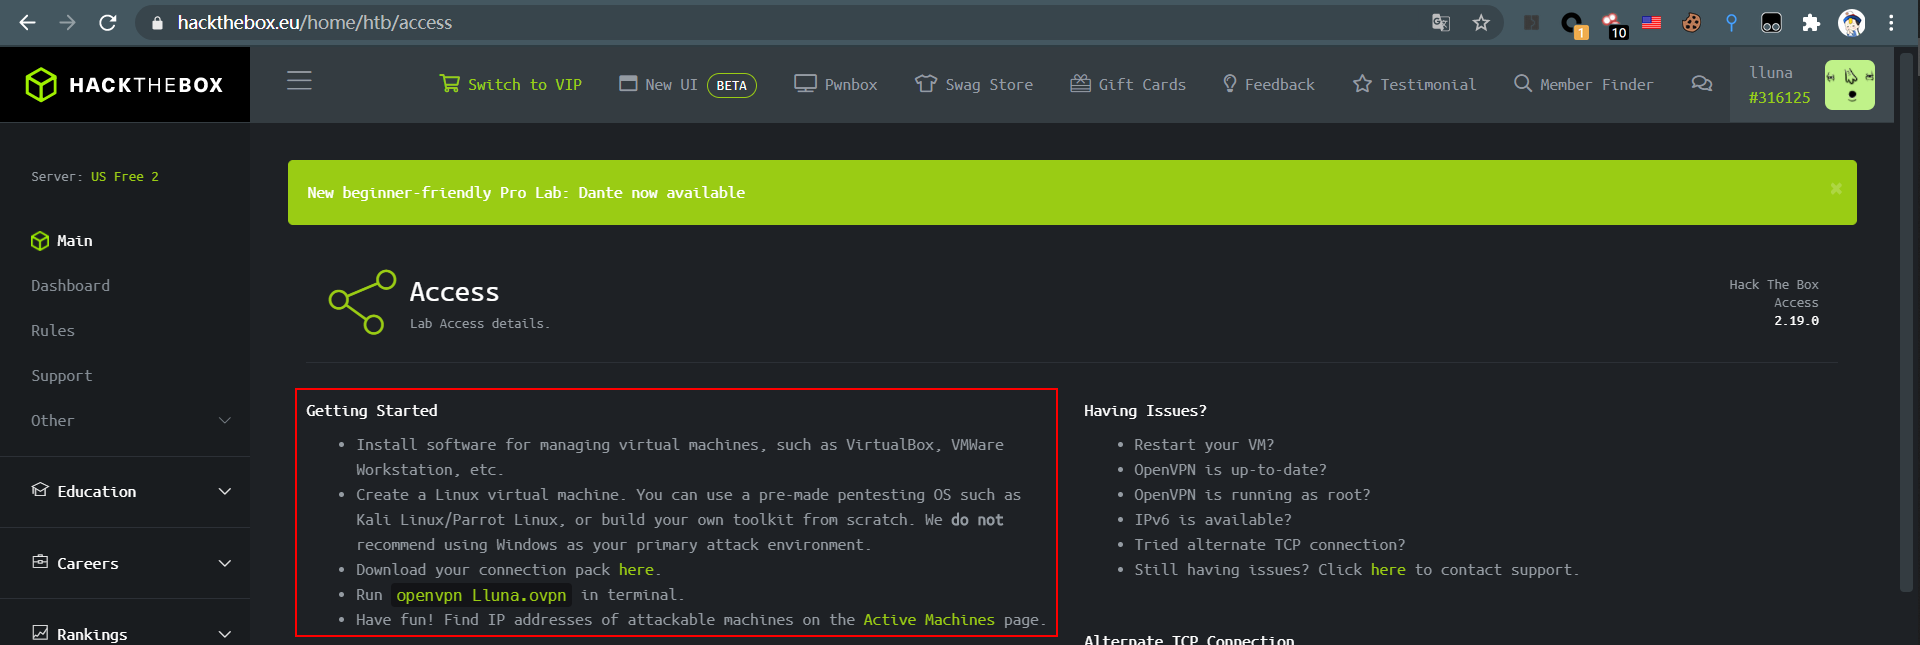 hackthebox.eu/home/htb/access
1
10
HACKTHEBOX
Switch to VIP
New UI BETA
Pwnbox
Swag Store
Gift Cards
Feedback
Testimonial
Member Finder
lluna
#316125
Server: US Free 2
Main
Dashboard
Rules
Support
Other
Education
Careers
Rankings
New beginner-friendly Pro Lab: Dante now available
Access
Lab Access details.
Hack The Box
Access
2.19.0
Getting Started
Install software for managing virtual machines, such as VirtualBox, VMWare
Workstation, etc.
Create a Linux virtual machine. You can use a pre-made pentesting OS such as
Kali Linux/Parrot Linux, or build your own toolkit from scratch. We do not
recommend using Windows as your primary attack environment.
Download your connection pack here.
Run openvpn Lluna.ovpn in terminal.
Have fun! Find IP addresses of attackable machines on the Active Machines page.
Having Issues?
Restart your VM?
OpenVPN is up-to-date?
OpenVPN is running as root?
IPv6 is available?
Tried alternate TCP connection?
Still having issues? Click here to contact support.
Alternate TCP Connection